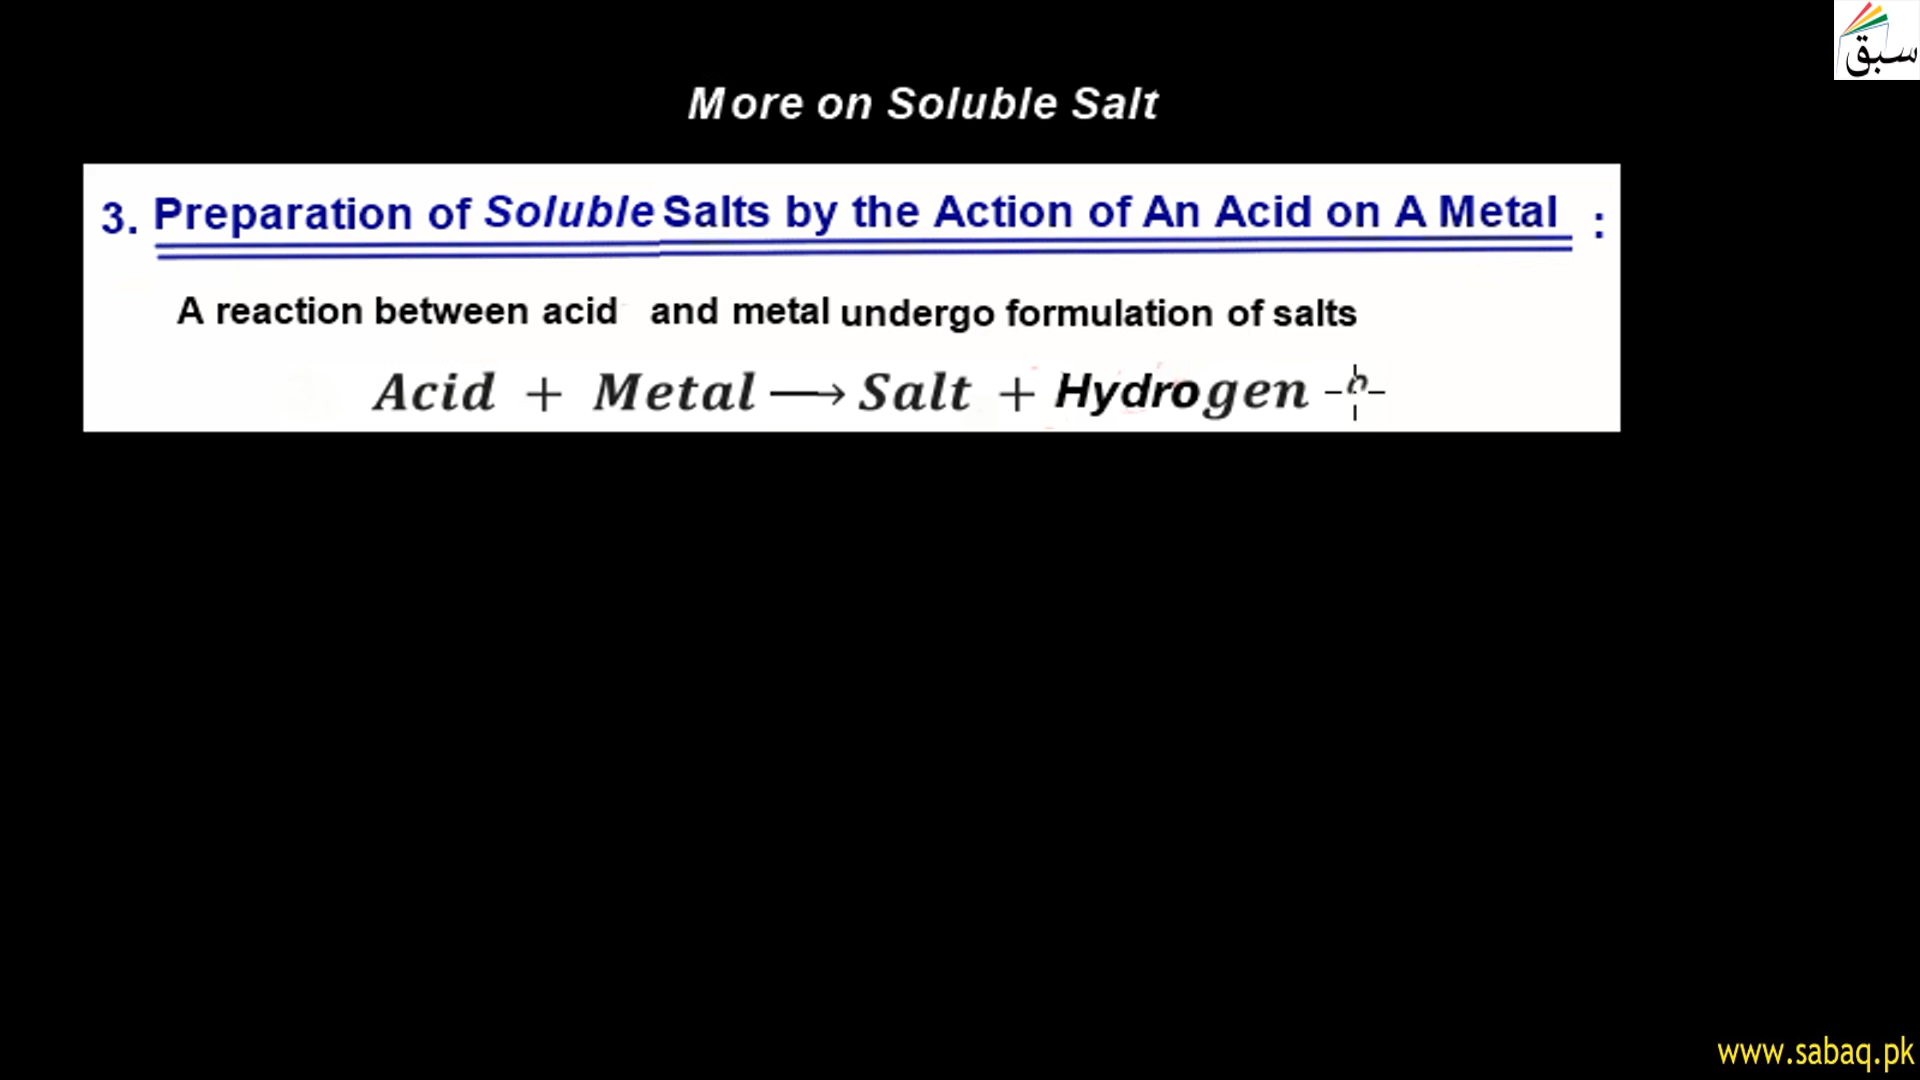 سبق
More on Soluble Salt
3. Preparation of Soluble Salts by the Action of An Acid on A Metal :
A reaction between acid and metal undergo formulation of salts
Acid + Metal ⟶ Salt + Hydrogen
www.sabaq.pk